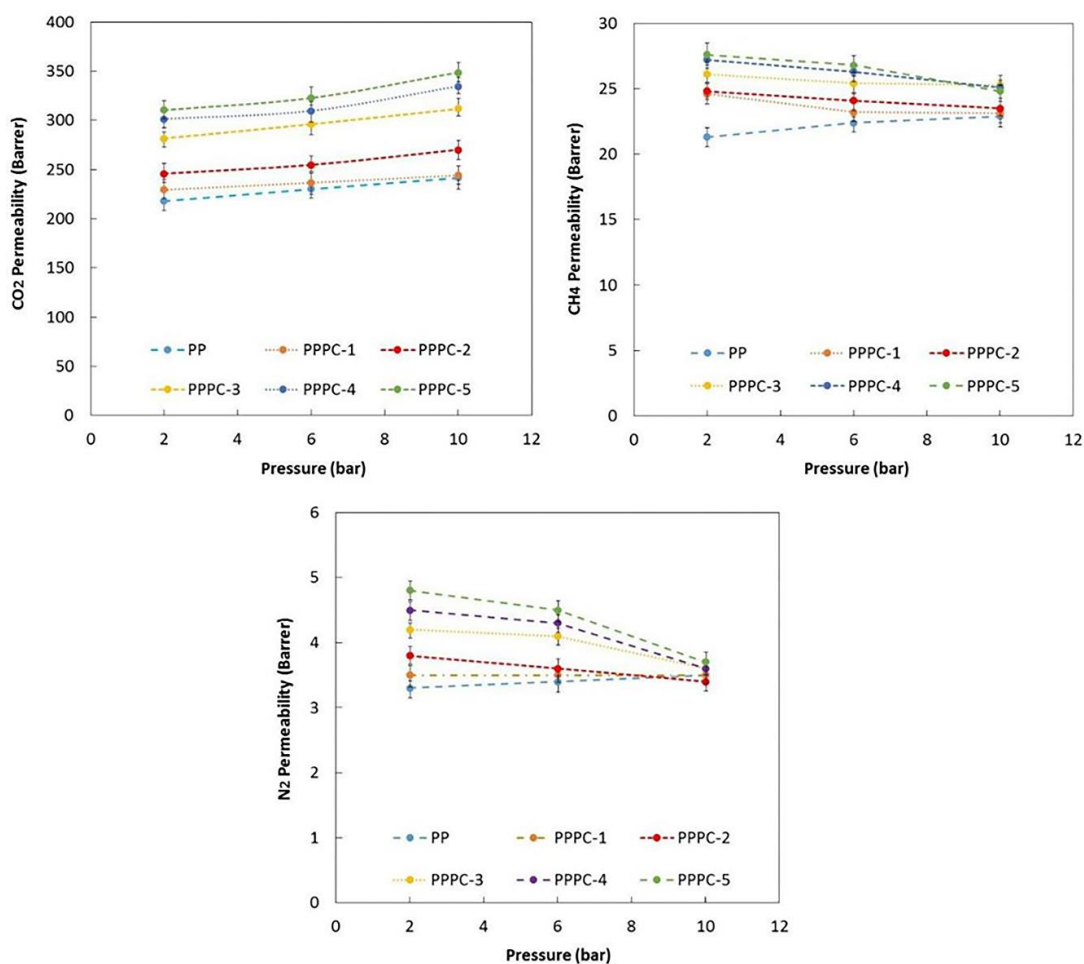 CO2 Permeability (Barrer)
400
350
300
250
200
150
100
50
0
PP PPPC-1 PPPC-2
PPPC-3 PPPC-4 PPPC-5
0 2 4 6 8 10 12
Pressure (bar)
CH4 Permeability (Barrer)
30
25
20
15
10
5
0
PP PPPC-1 PPPC-2
PPPC-3 PPPC-4 PPPC-5
0 2 4 6 8 10 12
Pressure (bar)
N2 Permeability (Barrer)
6
5
4
3
2
1
0
PP PPPC-1 PPPC-2
PPPC-3 PPPC-4 PPPC-5
0 2 4 6 8 10 12
Pressure (bar)